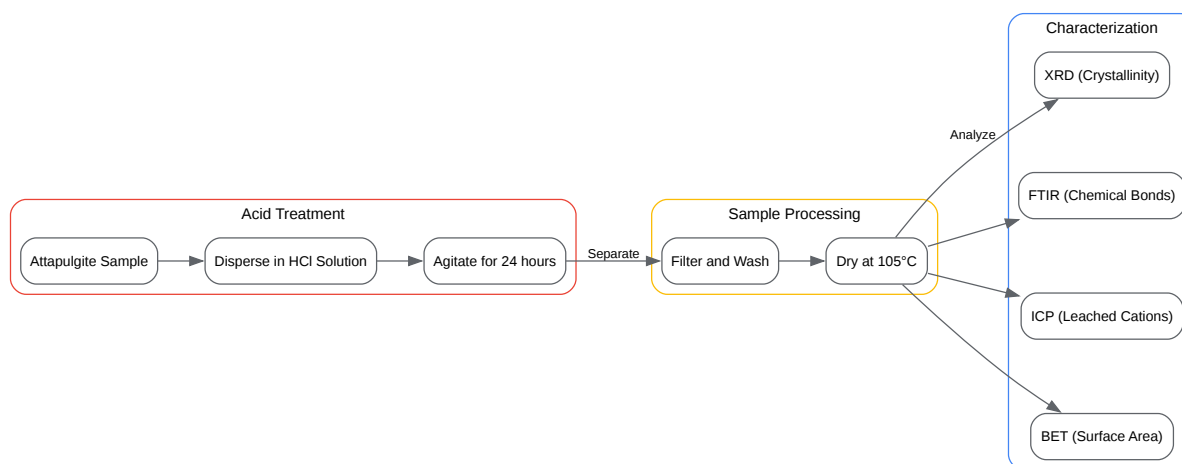 Characterization
XRD (Crystallinity)
Analyze
FTIR (Chemical Bonds)
Acid Treatment
Sample Processing
Attapulgite Sample
Disperse in HCl Solution
Agitate for 24 hours
Separate
Filter and Wash
Dry at 105°C
ICP (Leached Cations)
BET (Surface Area)